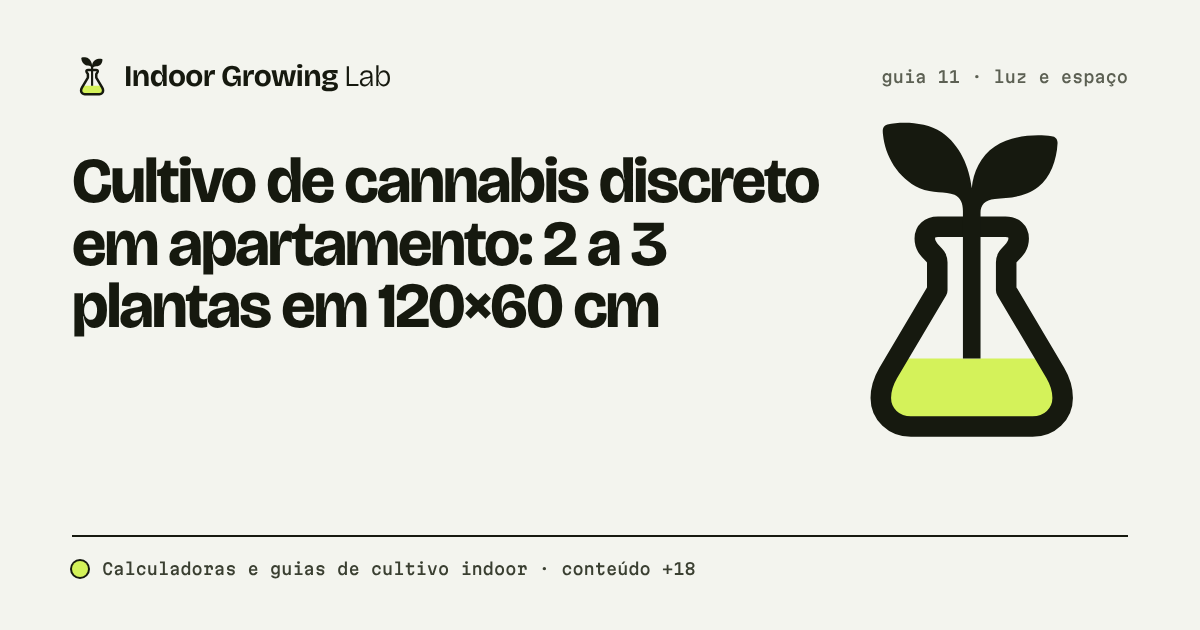 Indoor Growing Lab
guia 11 · luz e espaço
Cultivo de cannabis discreto
em apartamento: 2 a 3
plantas em 120×60 cm
Calculadoras e guias de cultivo indoor · conteúdo +18